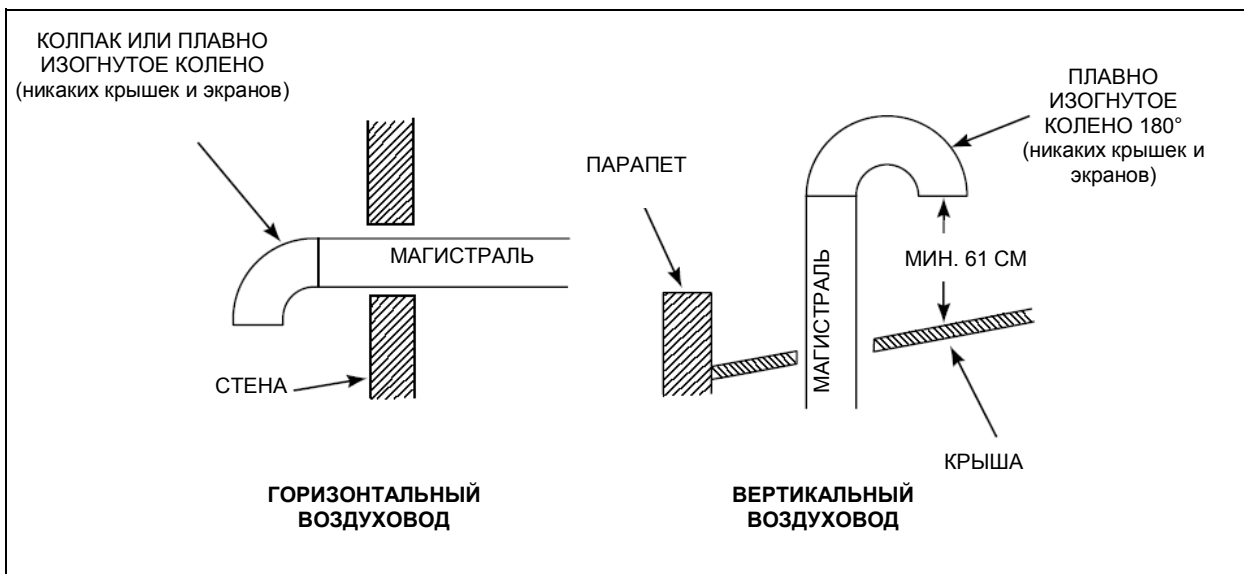 КОЛПАК ИЛИ ПЛАВНО
ИЗОГНУТОЕ КОЛЕНО
(никаких крышек и экранов)
МАГИСТРАЛЬ
СТЕНА
ГОРИЗОНТАЛЬНЫЙ
ВОЗДУХОВОД
ПЛАВНО
ИЗОГНУТОЕ
КОЛЕНО 180°
(никаких крышек и
экранов)
ПАРАПЕТ
МАГИСТРАЛЬ
МИН. 61 СМ
КРЫША
ВЕРТИКАЛЬНЫЙ
ВОЗДУХОВОД